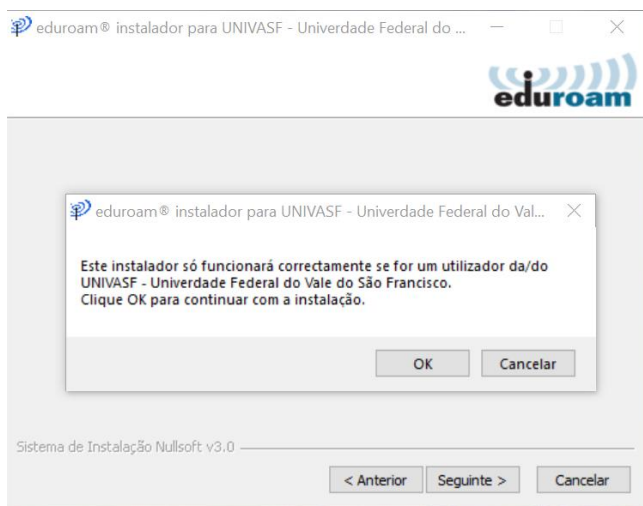 eduroam® instalador para UNIVASF - Univerdade Federal do ...
eduroam
eduroam® instalador para UNIVASF - Univerdade Federal do Val...
Este instalador só funcionará correctamente se for um utilizador da/do
UNIVASF - Univerdade Federal do Vale do São Francisco.
Clique OK para continuar com a instalação.
OK Cancelar
Sistema de Instalação Nullsoft v3.0
< Anterior Seguinte > Cancelar